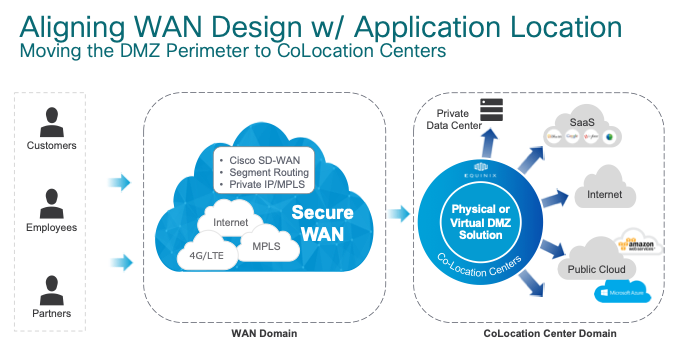 Aligning WAN Design w/ Application Location
Moving the DMZ Perimeter to CoLocation Centers
Customers
Employees
Partners
• Cisco SD-WAN
• Segment Routing
• Private IP/MPLS
Secure
WAN
Internet
MPLS
4G/LTE
WAN Domain
Private
Data Center
SaaS
EQUINIX
Physical or
Virtual DMZ
Solution
Co-Location Centers
Internet
Public Cloud
amazon
Microsoft Azure
CoLocation Center Domain